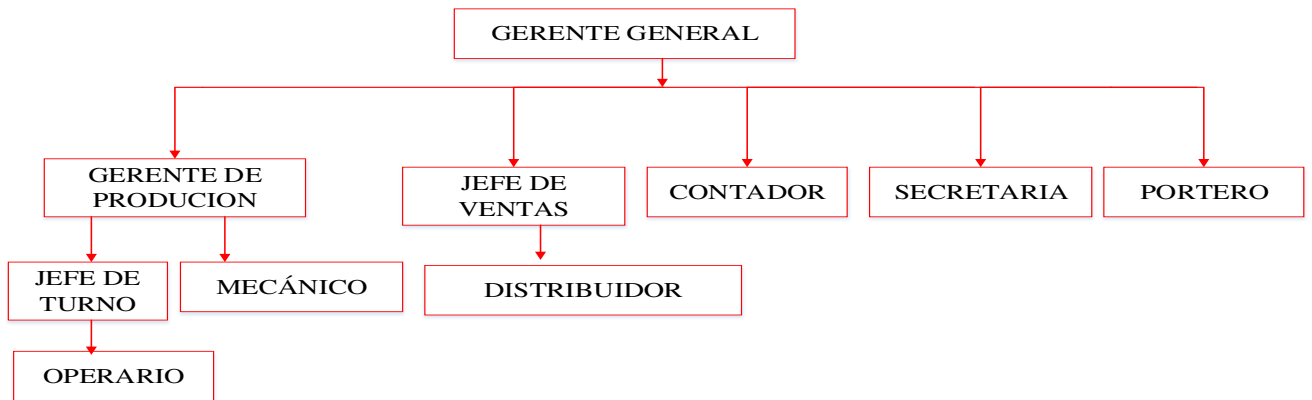 GERENTE GENERAL
GERENTE DE
PRODUCION
JEFE DE
VENTAS
CONTADOR
SECRETARIA
PORTERO
JEFE DE
TURNO
MECÁNICO
DISTRIBUIDOR
OPERARIO